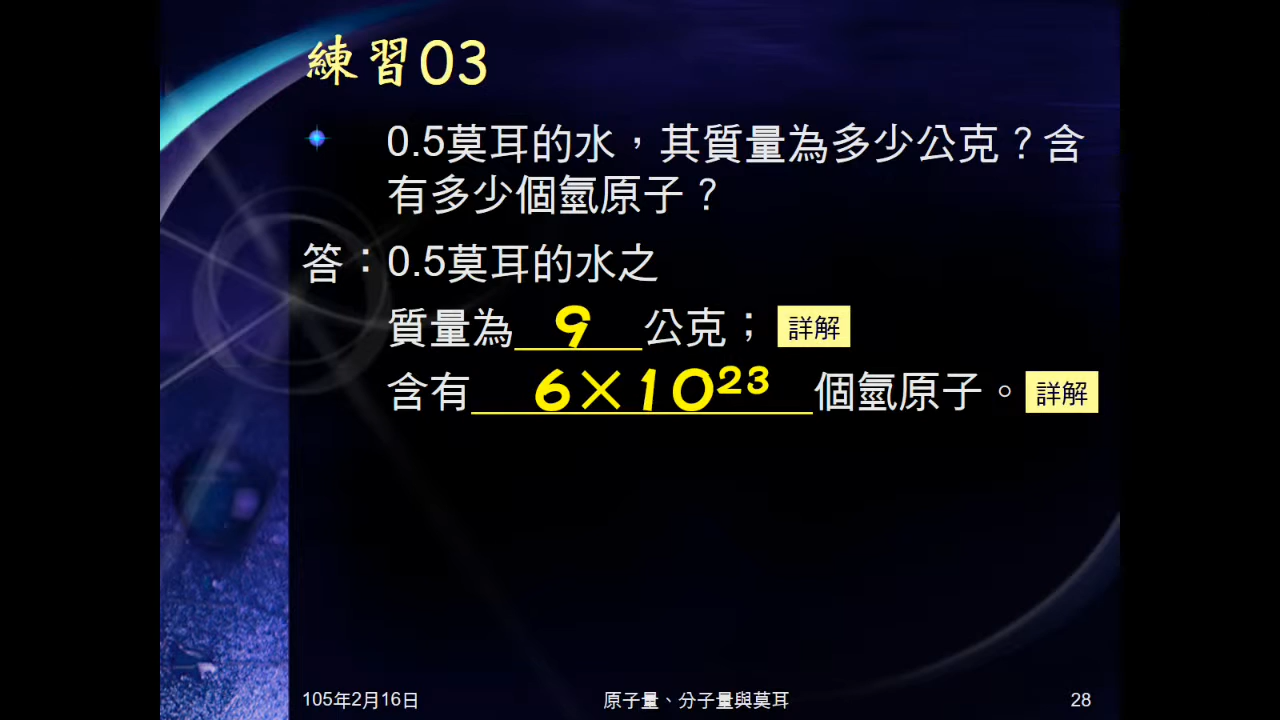 練習03
0.5莫耳的水，其質量為多少公克？含
有多少個氫原子？
答：0.5莫耳的水之
質量為 9 公克； 詳解
含有 6×10²³ 個氫原子。 詳解
105年2月16日 原子量、分子量與莫耳 28